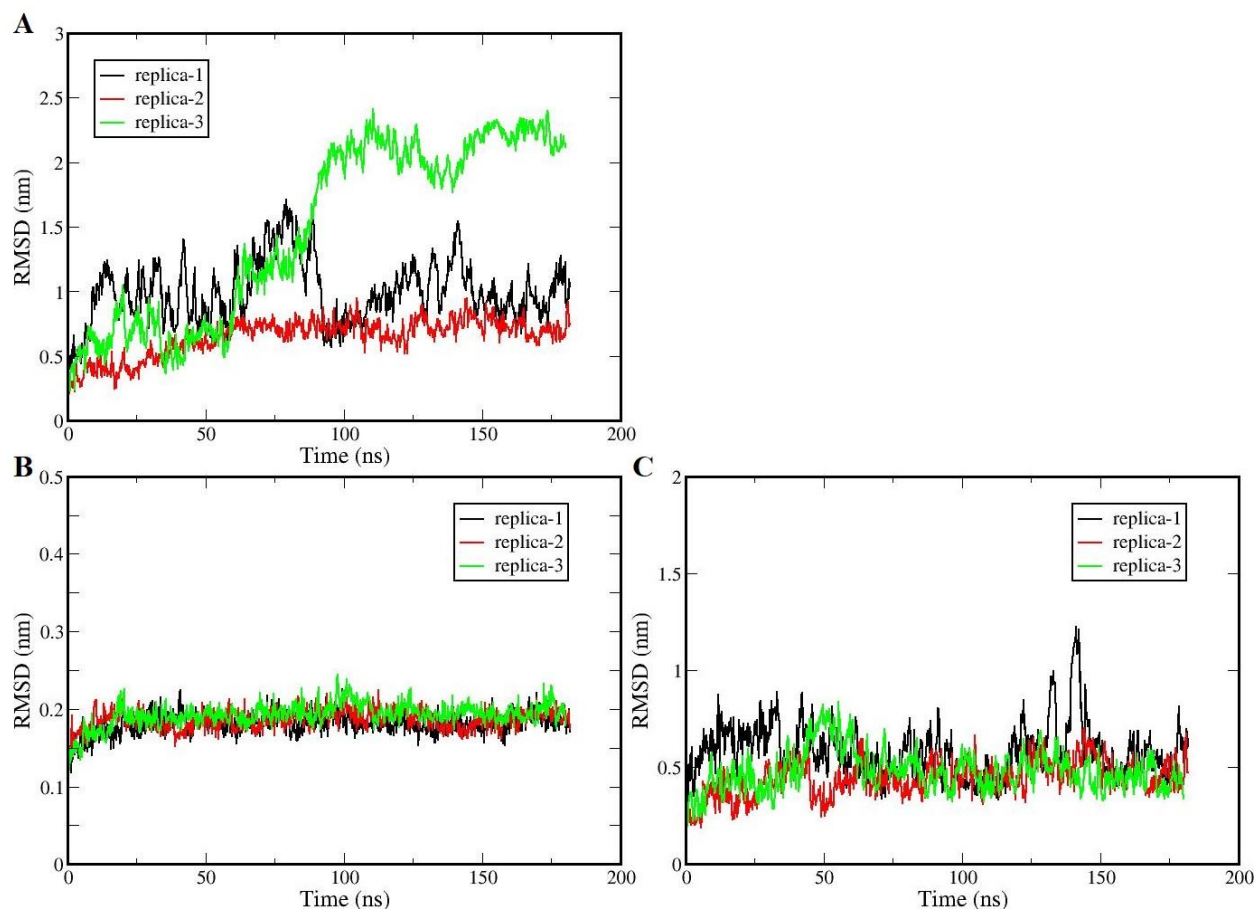 A
3
2.5
2
1.5
1
0.5
0
RMSD (nm)
replica-1
replica-2
replica-3
0 50 100 150 200
Time (ns)
B
0.5
0.4
0.3
0.2
0.1
0
RMSD (nm)
replica-1
replica-2
replica-3
0 50 100 150 200
Time (ns)
C
2
1.5
1
0.5
0
RMSD (nm)
replica-1
replica-2
replica-3
0 50 100 150 200
Time (ns)